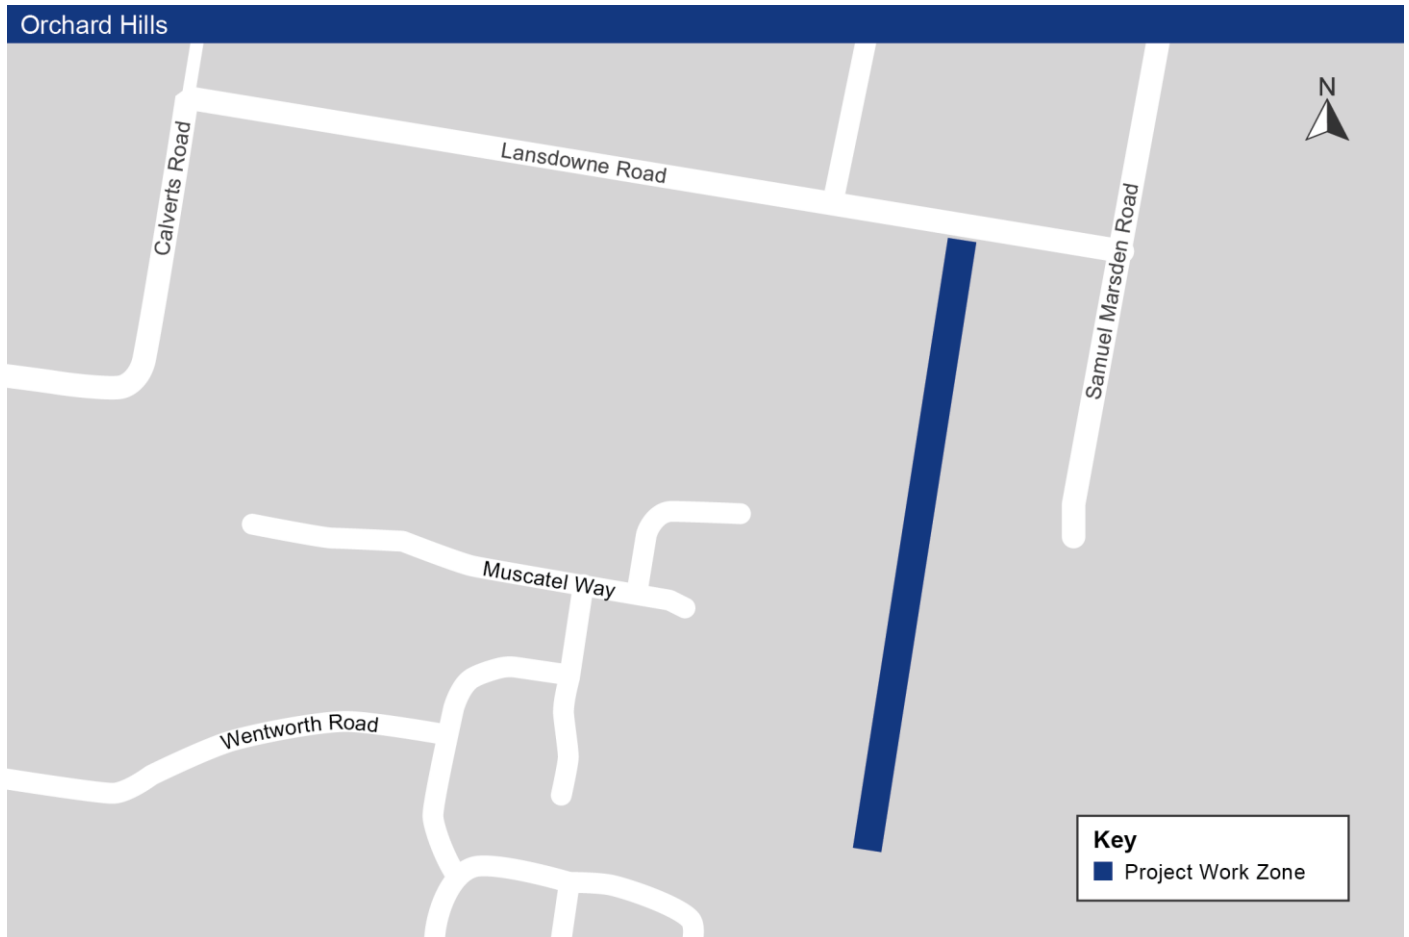 Orchard Hills
N
Lansdowne Road
Calverts Road
Samuel Marsden Road
Muscatel Way
Wentworth Road
Key
Project Work Zone